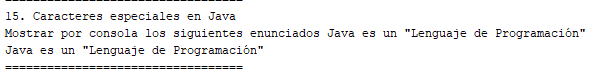 ==================================
15. Caracteres especiales en Java
Mostrar por consola los siguientes enunciados Java es un "Lenguaje de Programación"
Java es un "Lenguaje de Programación"
==================================